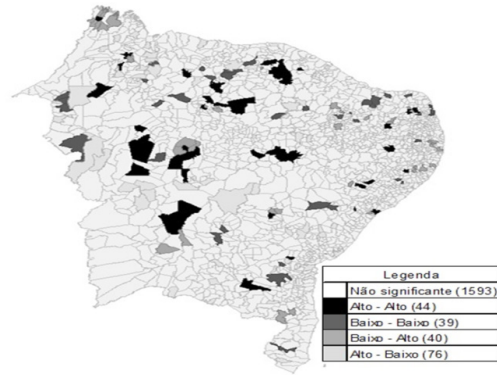 Legenda
Não significante (1593)
Alto - Alto (44)
Baixo - Baixo (39)
Baixo - Alto (40)
Alto - Baixo (76)